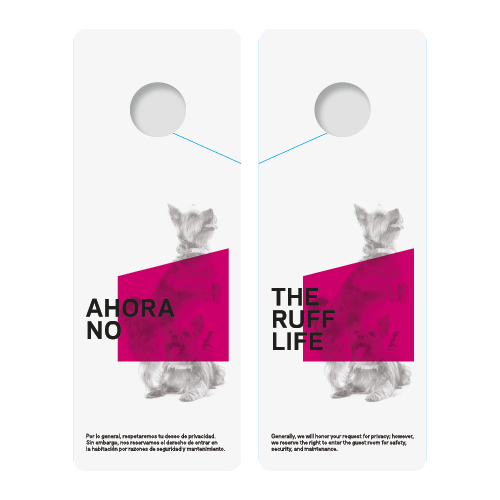 AHORA
NO
Por lo general, respetaremos tu deseo de privacidad.
Sin embargo, nos reservamos el derecho de entrar en
la habitación por razones de seguridad y mantenimiento.
THE
RUFF
LIFE
Generally, we will honor your request for privacy; however,
we reserve the right to enter the guest room for safety,
security, and maintenance.